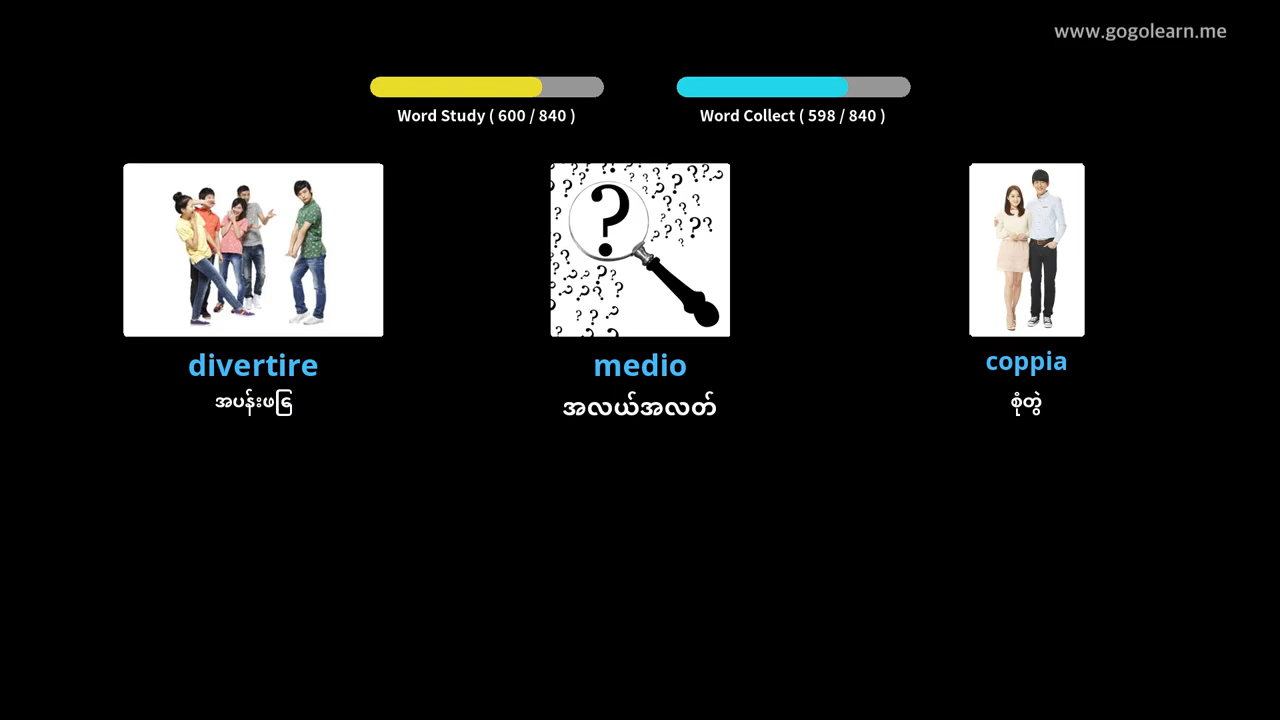 www.gogolearn.me
Word Study ( 600 / 840 )
Word Collect ( 598 / 840 )
divertire
medio
coppia
အပန်းဖြေ
အလယ်အလတ်
စုံတွဲ